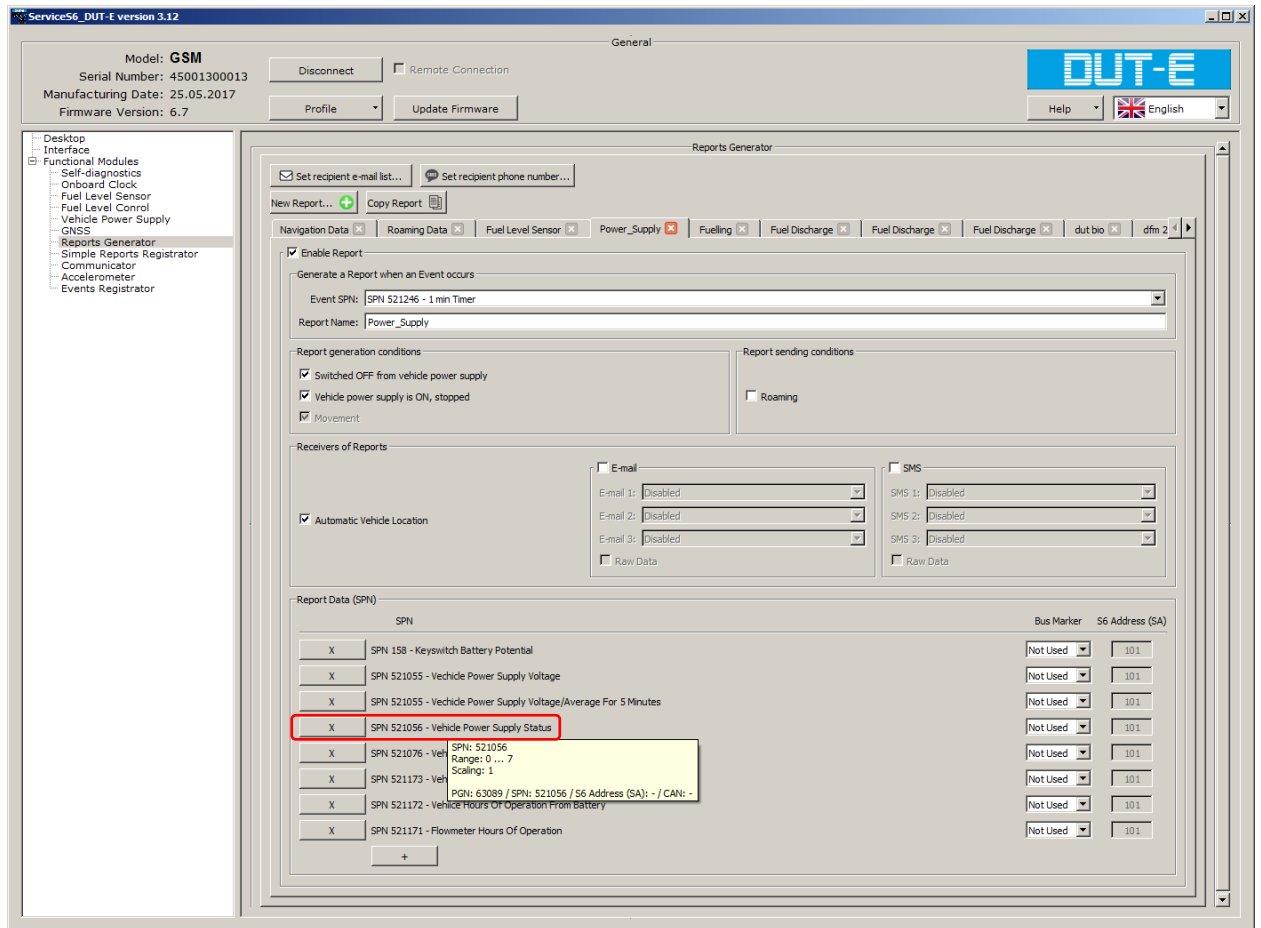 ServiceS6_DUT-E version 3.12
General
Model: GSM
Serial Number: 45001300013
Manufacturing Date: 25.05.2017
Firmware Version: 6.7
Disconnect
Remote Connection
Profile
Update Firmware
DUT-E
Help
English
Desktop
Interface
Functional Modules
Self-diagnostics
Onboard Clock
Fuel Level Sensor
Fuel Level Conrol
Vehicle Power Supply
GNSS
Reports Generator
Simple Reports Registrator
Communicator
Accelerometer
Events Registrator
Reports Generator
Set recipient e-mail list...
SMS
Set recipient phone number...
New Report...
Copy Report
Navigation Data
Roaming Data
Fuel Level Sensor
Power_Supply
Fuelling
Fuel Discharge
Fuel Discharge
Fuel Discharge
dut bio
dfm 2
Enable Report
Generate a Report when an Event occurs
Event SPN: SPN 521246 - 1 min Timer
Report Name: Power_Supply
Report generation conditions
Switched OFF from vehicle power supply
Vehicle power supply is ON, stopped
Movement
Report sending conditions
Roaming
Receivers of Reports
Automatic Vehicle Location
E-mail
E-mail 1: Disabled
E-mail 2: Disabled
E-mail 3: Disabled
Raw Data
SMS
SMS 1: Disabled
SMS 2: Disabled
SMS 3: Disabled
Raw Data
Report Data (SPN)
SPN Bus Marker S6 Address (SA)
X SPN 158 - Keyswitch Battery Potential Not Used 101
X SPN 521055 - Vechicle Power Supply Voltage Not Used 101
X SPN 521055 - Vechicle Power Supply Voltage/Average For 5 Minutes Not Used 101
X SPN 521056 - Vehicle Power Supply Status Not Used 101
X SPN 521076 - Veh Not Used 101
X SPN 521173 - Veh Not Used 101
SPN: 521056
Range: 0 ... 7
Scaling: 1
PGN: 63089 / SPN: 521056 / S6 Address (SA): - / CAN: -
X SPN 521172 - Vehilce Hours Of Operation From Battery Not Used 101
X SPN 521171 - Flowmeter Hours Of Operation Not Used 101
+